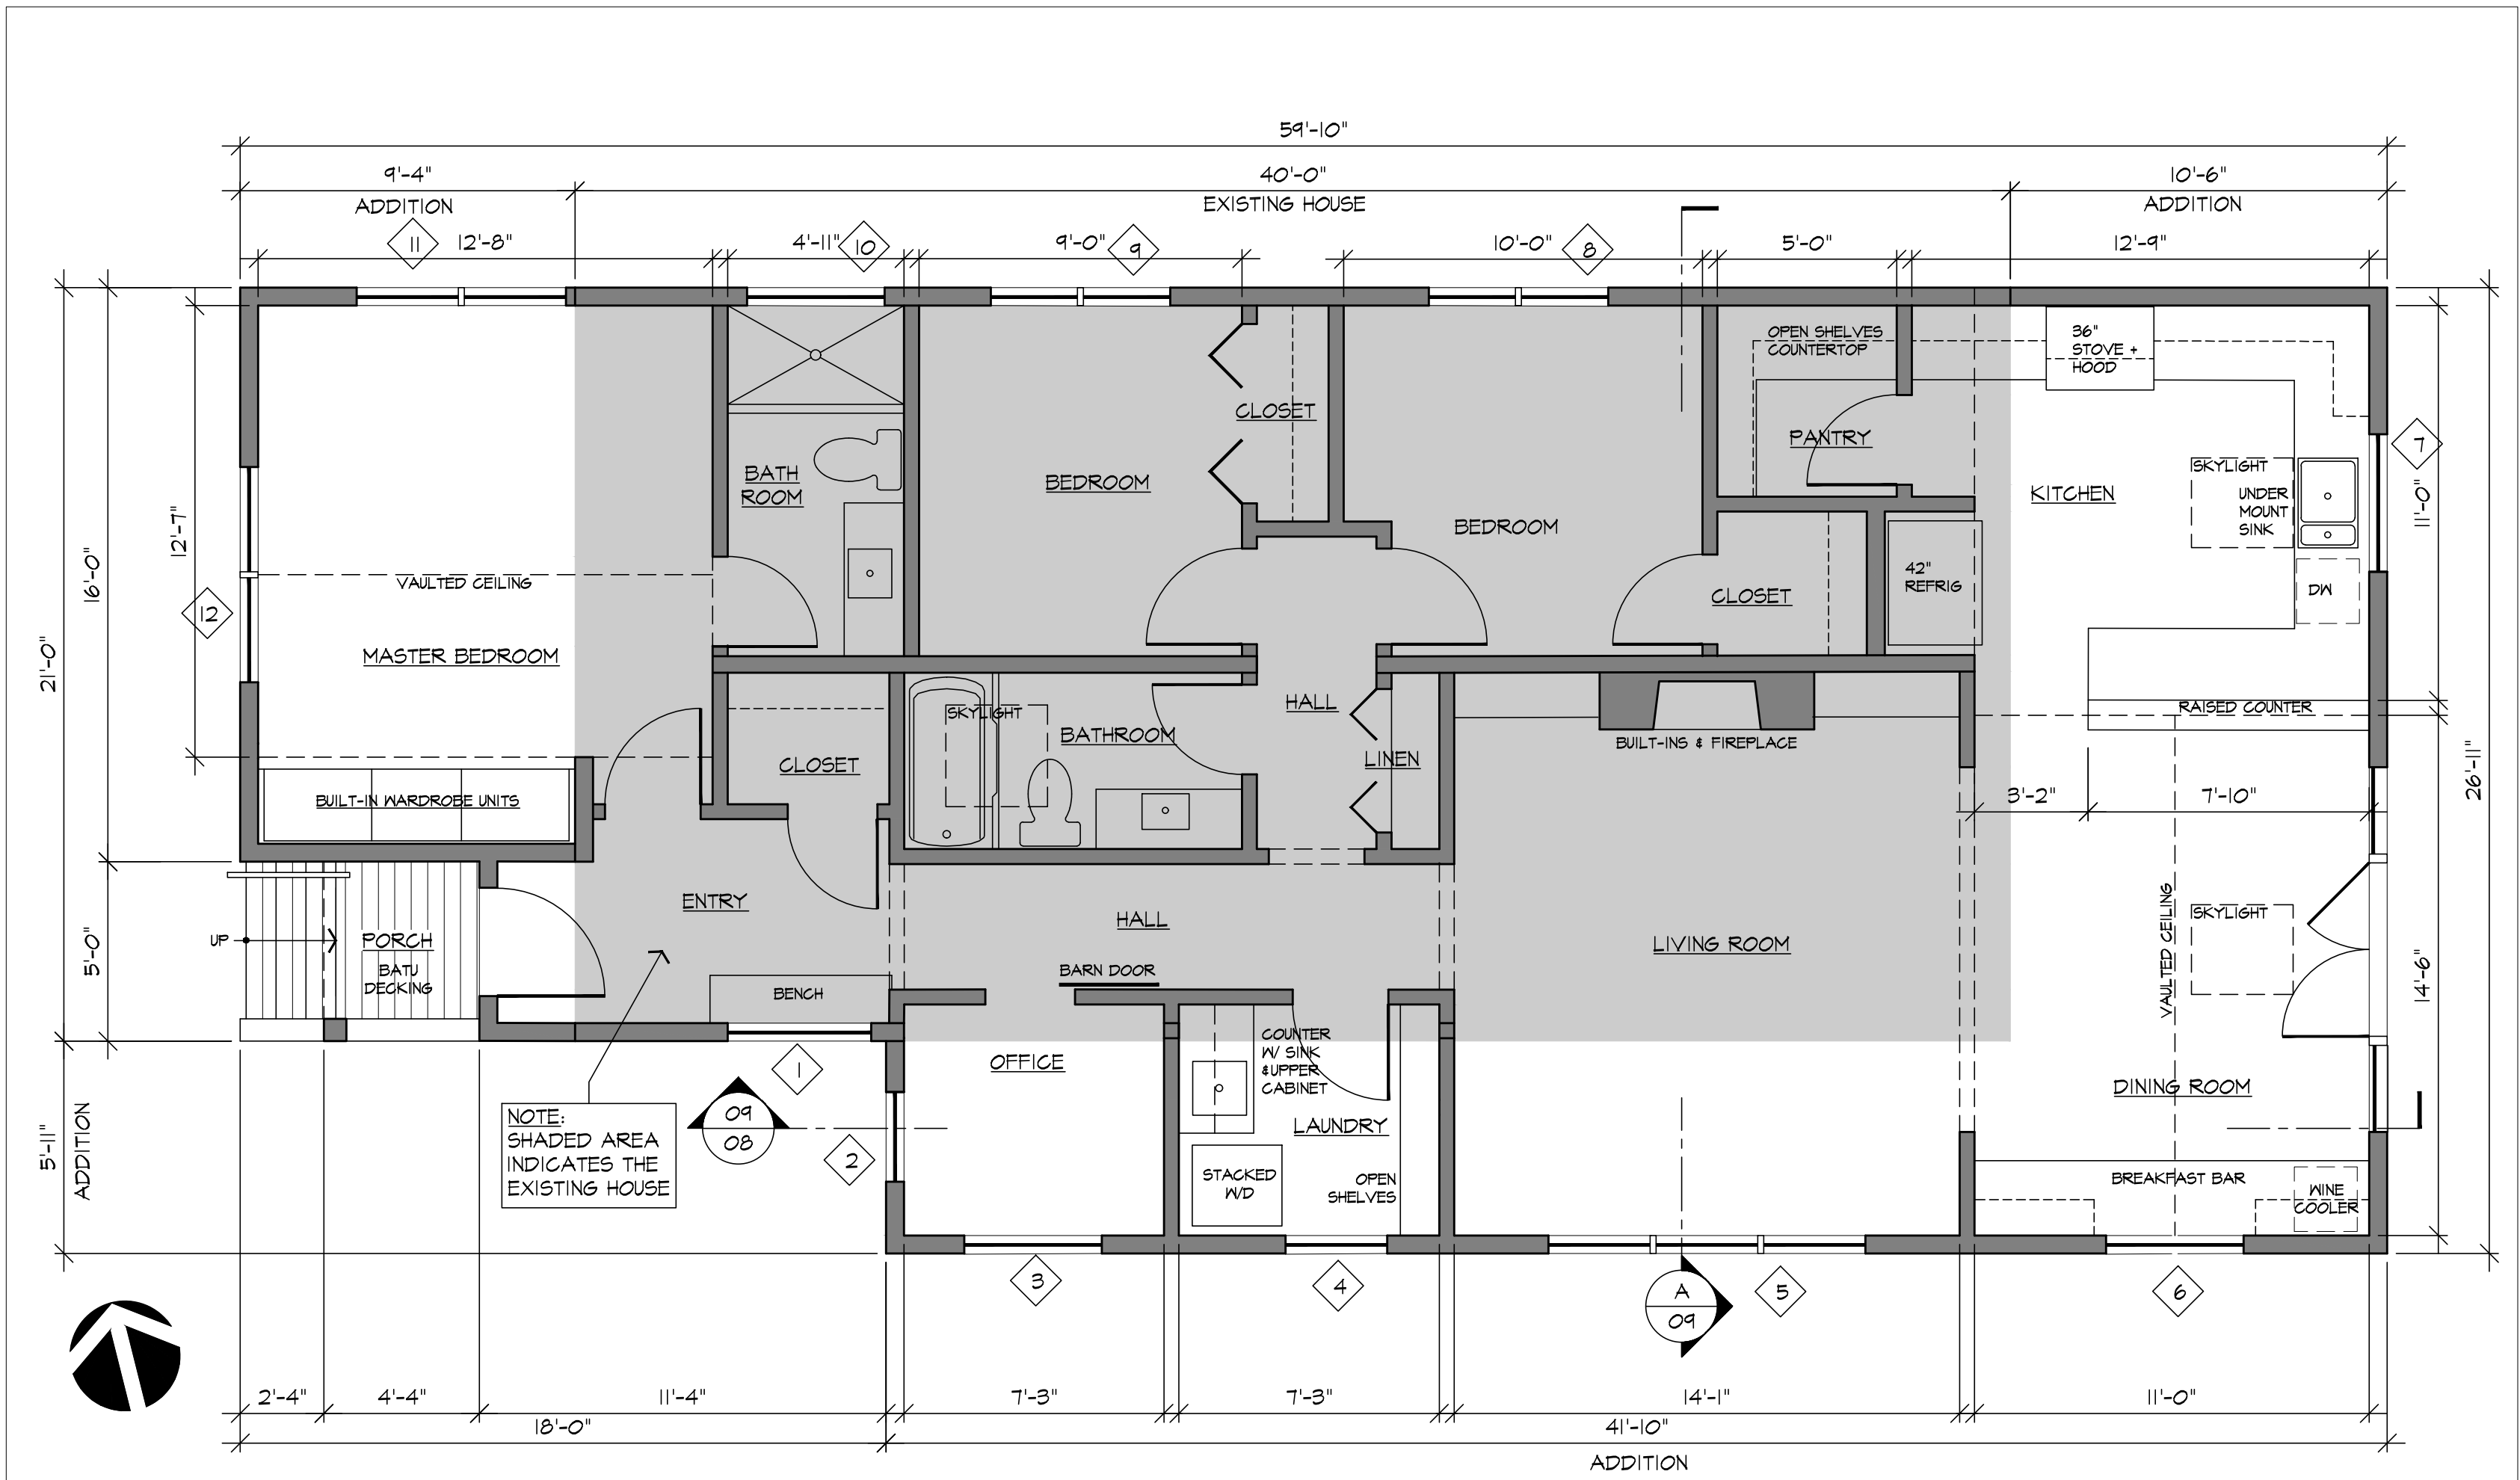 59'-10"
9'-4"
40'-0"
10'-6"
ADDITION
EXISTING HOUSE
ADDITION
11
12'-8"
4'-11"
10
9'-0"
9
10'-0"
8
5'-0"
12'-9"
OPEN SHELVES
COUNTERTOP
36"
STOVE +
HOOD
CLOSET
PANTRY
7
BATH
ROOM
BEDROOM
BEDROOM
KITCHEN
SKYLIGHT
UNDER
MOUNT
SINK
11'-0"
12'-7"
16'-0"
21'-0"
VAULTED CEILING
42"
REFRIG
DW
CLOSET
12
MASTER BEDROOM
HALL
SKYLIGHT
BATHROOM
RAISED COUNTER
BUILT-INS & FIREPLACE
CLOSET
LINEN
26'-11"
BUILT-IN WARDROBE UNITS
3'-2"
7'-10"
ENTRY
HALL
SKYLIGHT
VAULTED CEILING
UP
PORCH
LIVING ROOM
5'-0"
BATU
DECKING
BARN DOOR
14'-6"
BENCH
OFFICE
COUNTER
W/ SINK
&UPPER
CABINET
1
DINING ROOM
NOTE:
SHADED AREA
INDICATES THE
EXISTING HOUSE
09
08
LAUNDRY
5'-11"
ADDITION
2
STACKED
W/D
OPEN
SHELVES
BREAKFAST BAR
WINE
COOLER
3
4
A
09
5
6
2'-4"
4'-4"
11'-4"
7'-3"
7'-3"
14'-1"
11'-0"
18'-0"
41'-10"
ADDITION